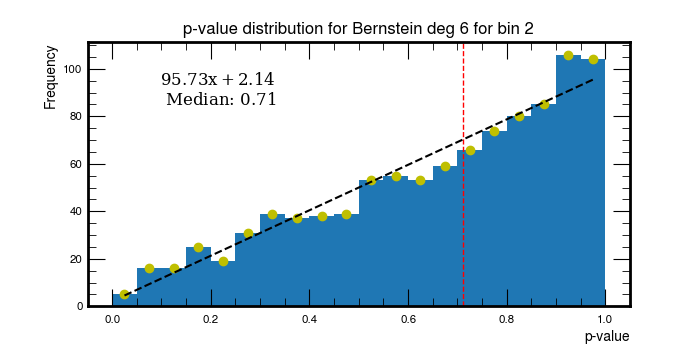 p-value distribution for Bernstein deg 6 for bin 2
Frequency
100
80
60
40
20
0
95.73x + 2.14
Median: 0.71
0.0 0.2 0.4 0.6 0.8 1.0
p-value